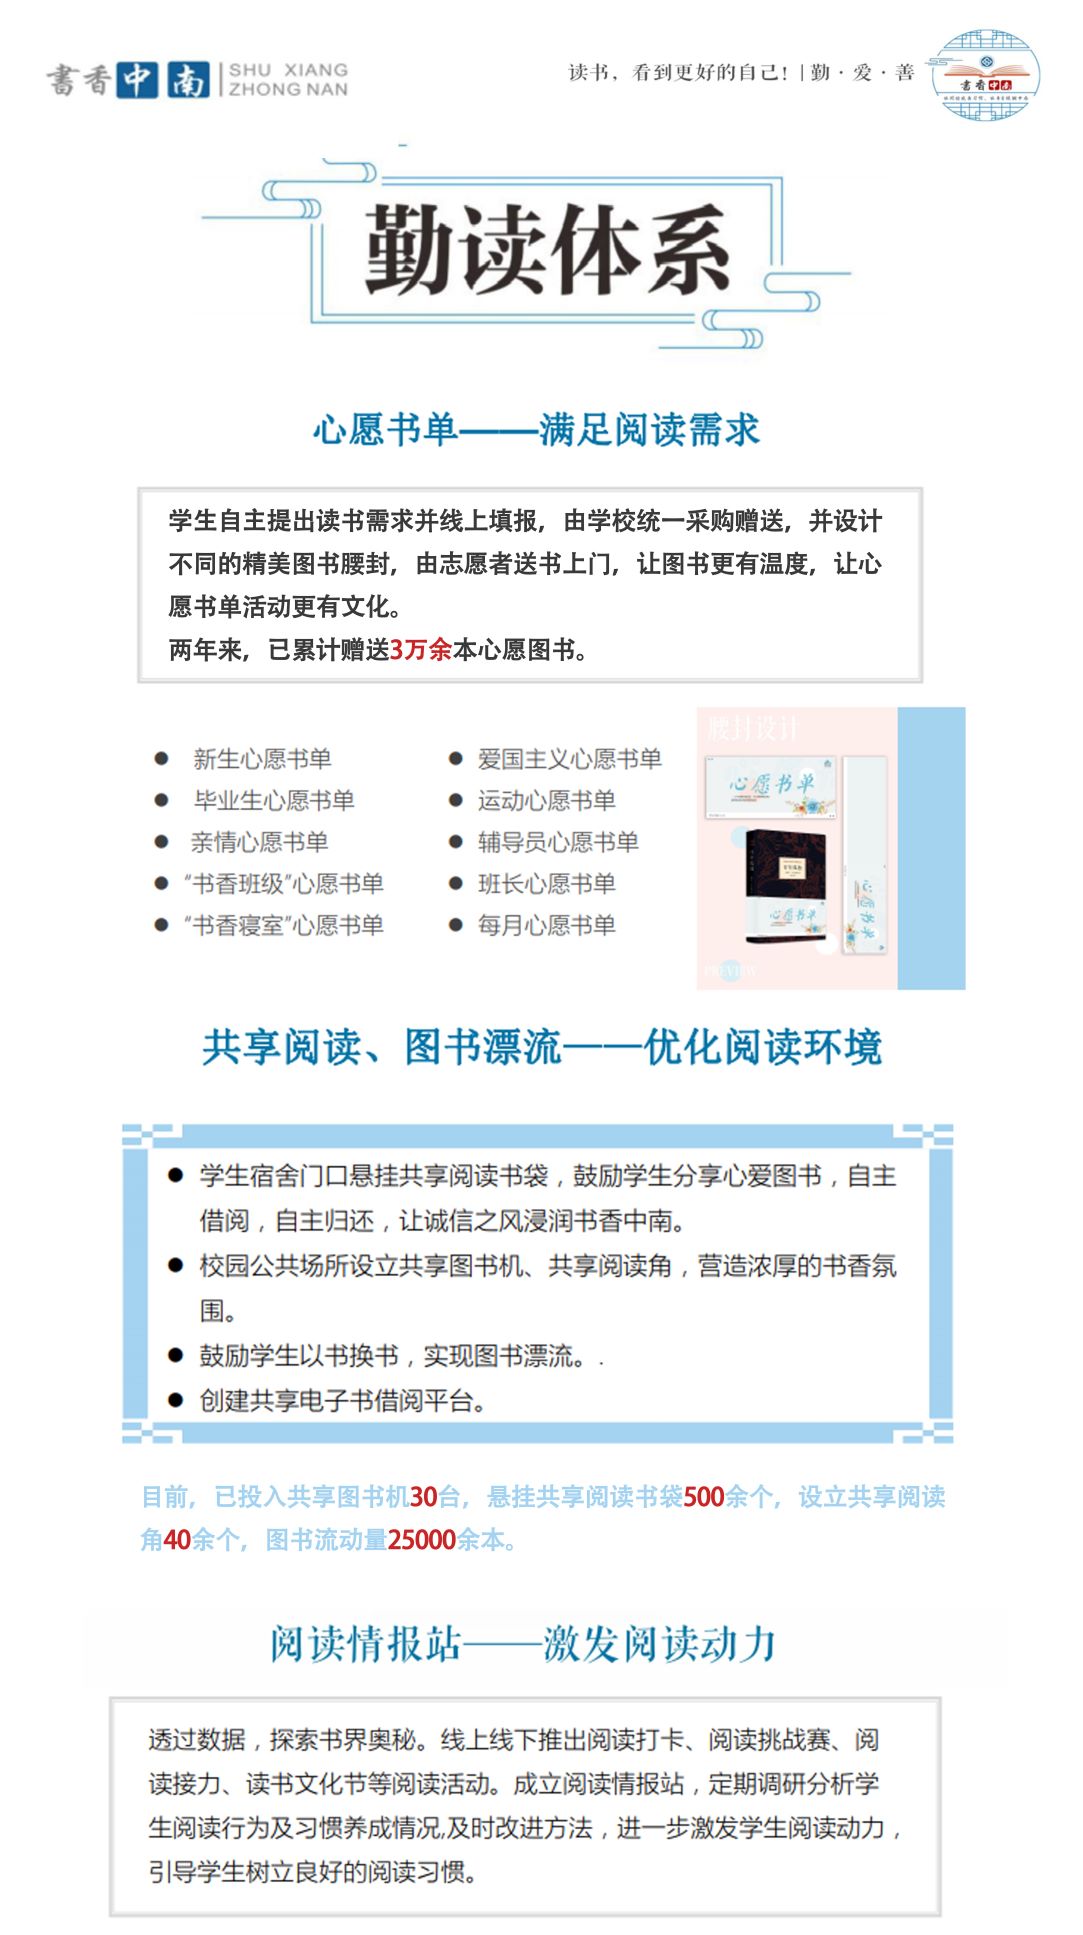 書香中南 SHU XIANG
ZHONG NAN
读书，看到更好的自己！|勤·爱·善
書香中南
勤读体系
心愿书单——满足阅读需求
学生自主提出读书需求并线上填报，由学校统一采购赠送，并设计
不同的精美图书腰封，由志愿者送书上门，让图书更有温度，让心
愿书单活动更有文化。
两年来，已累计赠送3万余本心愿图书。
● 新生心愿书单
● 毕业生心愿书单
● 亲情心愿书单
● “书香班级”心愿书单
● “书香寝室”心愿书单
● 爱国主义心愿书单
● 运动心愿书单
● 辅导员心愿书单
● 班长心愿书单
● 每月心愿书单
腰封设计
心愿书单
心愿书单
心愿书单
PREVIEW
共享阅读、图书漂流——优化阅读环境
● 学生宿舍门口悬挂共享阅读书袋，鼓励学生分享心爱图书，自主
借阅，自主归还，让诚信之风浸润书香中南。
● 校园公共场所设立共享图书机、共享阅读角，营造浓厚的书香氛
围。
● 鼓励学生以书换书，实现图书漂流。.
● 创建共享电子书借阅平台。
目前，已投入共享图书机30台，悬挂共享阅读书袋500余个，设立共享阅读
角40余个，图书流动量25000余本。
阅读情报站——激发阅读动力
透过数据，探索书界奥秘。线上线下推出阅读打卡、阅读挑战赛、阅
读接力、读书文化节等阅读活动。成立阅读情报站，定期调研分析学
生阅读行为及习惯养成情况,及时改进方法，进一步激发学生阅读动力，
引导学生树立良好的阅读习惯。